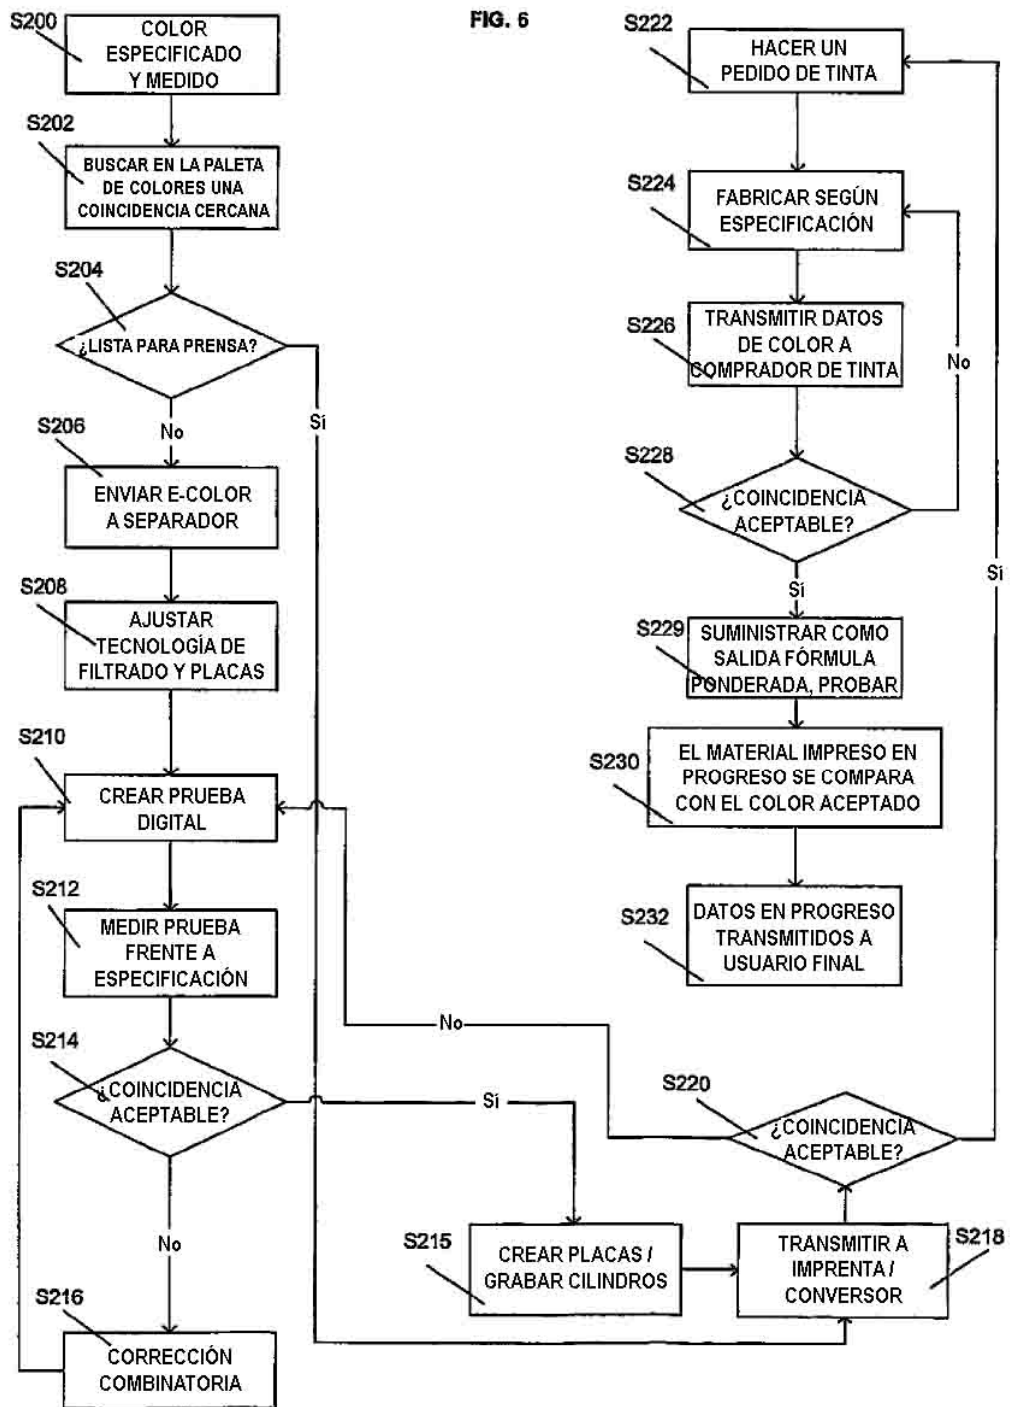 FIG. 6
S200
COLOR
ESPECIFICADO
Y MEDIDO
S202
BUSCAR EN LA PALETA
DE COLORES UNA
COINCIDENCIA CERCANA
S204
¿LISTA PARA PRENSA?
Sí
No
S206
ENVIAR E-COLOR
A SEPARADOR
S208
AJUSTAR
TECNOLOGÍA DE
FILTRADO Y PLACAS
S210
CREAR PRUEBA
DIGITAL
S212
MEDIR PRUEBA
FRENTE A
ESPECIFICACIÓN
S214
¿COINCIDENCIA
ACEPTABLE?
Sí
No
S216
CORRECCIÓN
COMBINATORIA
S215
CREAR PLACAS /
GRABAR CILINDROS
S218
TRANSMITIR A
IMPRENTA /
CONVERSOR
S220
¿COINCIDENCIA
ACEPTABLE?
No
Sí
S222
HACER UN
PEDIDO DE TINTA
S224
FABRICAR SEGÚN
ESPECIFICACIÓN
S226
TRANSMITIR DATOS
DE COLOR A
COMPRADOR DE TINTA
No
S228
¿COINCIDENCIA
ACEPTABLE?
Sí
S229
SUMINISTRAR COMO
SALIDA FÓRMULA
PONDERADA, PROBAR
S230
EL MATERIAL IMPRESO EN
PROGRESO SE COMPARA
CON EL COLOR ACEPTADO
S232
DATOS EN PROGRESO
TRANSMITIDOS A
USUARIO FINAL